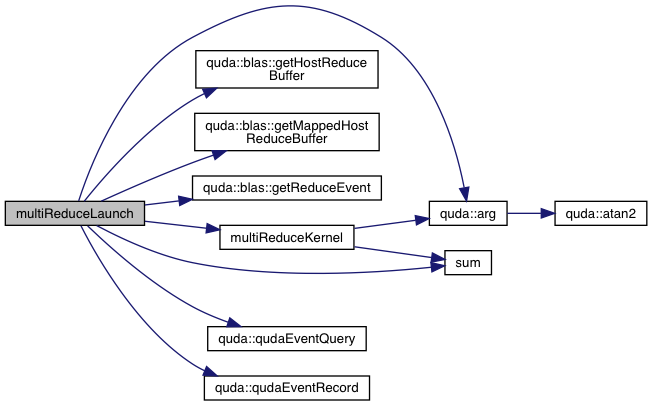 quda::blas::getHostReduce
Buffer
quda::blas::getMappedHost
ReduceBuffer
quda::blas::getReduceEvent
multiReduceLaunch
quda::arg
quda::atan2
multiReduceKernel
sum
quda::qudaEventQuery
quda::qudaEventRecord